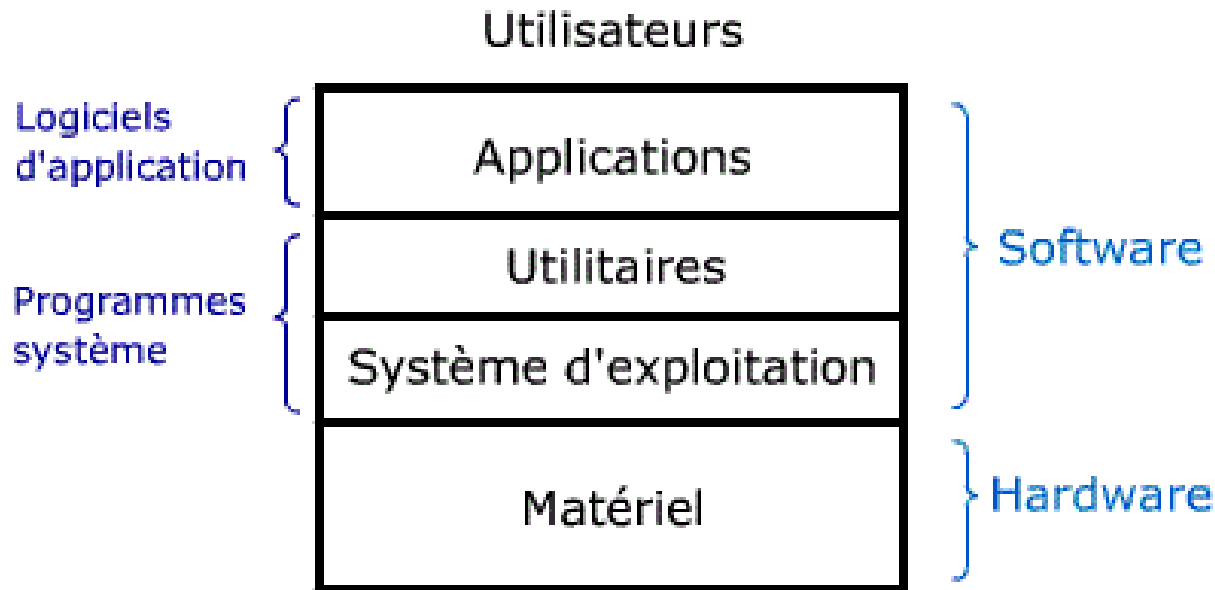 Utilisateurs
Logiciels
d'application
Applications
Software
Utilitaires
Programmes
système
Système d'exploitation
Matériel
Hardware